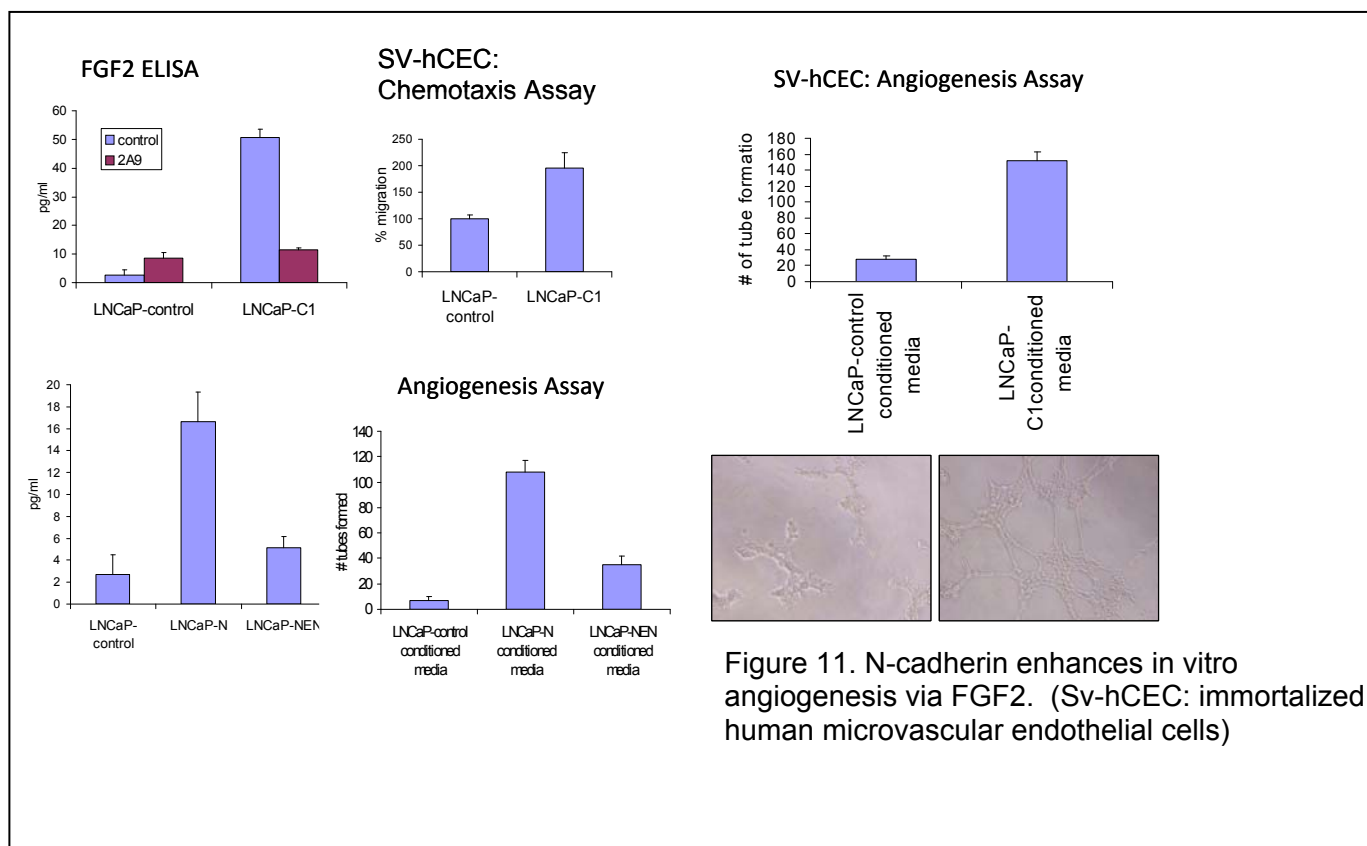 FGF2 ELISA
60
50
40
30
20
10
0
pg/ml
control
2A9
LNCaP-control
LNCaP-C1
SV-hCEC:
Chemotaxis Assay
250
200
150
100
50
0
% migration
LNCaP-
control
LNCaP-C1
SV-hCEC: Angiogenesis Assay
180
160
140
120
100
80
60
40
20
0
# of tube formatio
LNCaP-control
conditioned
media
LNCaP-
C1conditioned
media
20
18
16
14
12
10
8
6
4
2
0
pg/ml
LNCaP-
control
LNCaP-N
LNCaP-NEN
Angiogenesis Assay
140
120
100
80
60
40
20
0
# tubes formed
LNCaP-control
conditioned
media
LNCaP-N
conditioned
media
LNCaP-NEN
conditioned
media
Figure 11. N-cadherin enhances in vitro
angiogenesis via FGF2. (Sv-hCEC: immortalized
human microvascular endothelial cells)